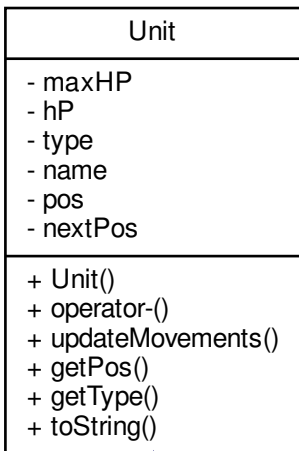 Unit
- maxHP
- hP
- type
- name
- pos
- nextPos
+ Unit()
+ operator-()
+ updateMovements()
+ getPos()
+ getType()
+ toString()